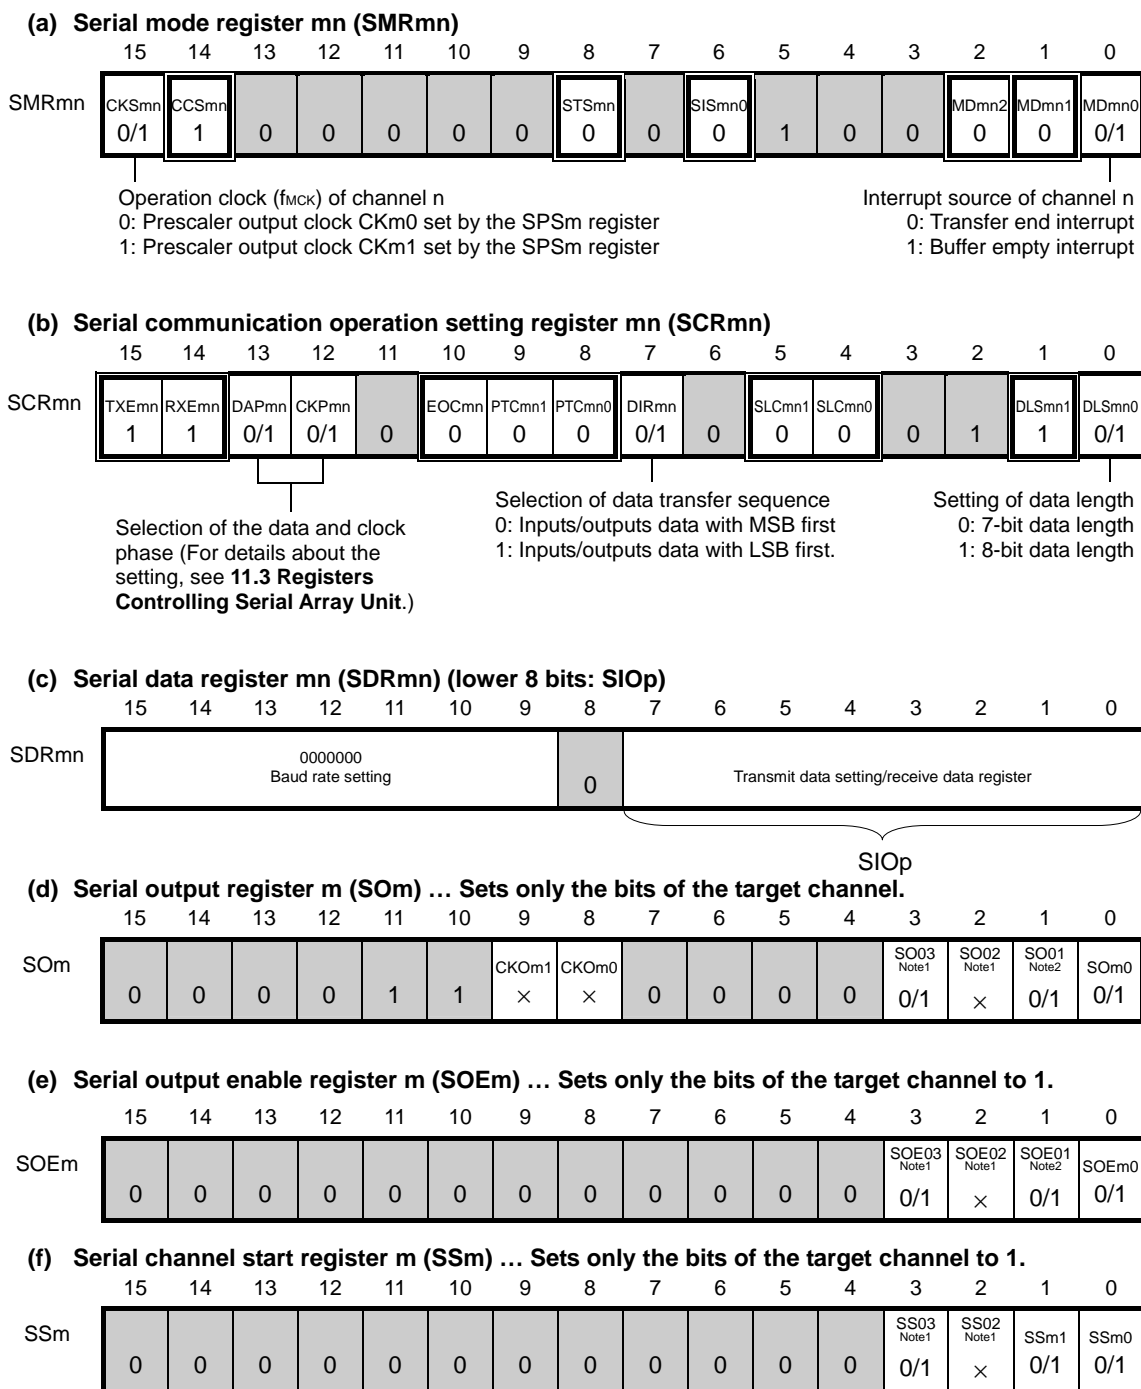 (a) Serial mode register mn (SMRmn)
15 14 13 12 11 10 9 8 7 6 5 4 3 2 1 0
SMRmn
CKSmn CCSmn STSmn SISmn0 MDmn2 MDmn1 MDmn0
0/1 1 0 0 0 0 0 0 0 0 1 0 0 0 0 0/1
Operation clock (fMCK) of channel n
0: Prescaler output clock CKm0 set by the SPSm register
1: Prescaler output clock CKm1 set by the SPSm register
Interrupt source of channel n
0: Transfer end interrupt
1: Buffer empty interrupt
(b) Serial communication operation setting register mn (SCRmn)
15 14 13 12 11 10 9 8 7 6 5 4 3 2 1 0
SCRmn
TXEmn RXEmn DAPmn CKPmn EOCmn PTCmn1 PTCmn0 DIRmn SLCmn1 SLCmn0 DLSmn1 DLSmn0
1 1 0/1 0/1 0 0 0 0 0/1 0 0 0 0 1 1 0/1
Selection of the data and clock
phase (For details about the
setting, see 11.3 Registers
Controlling Serial Array Unit.)
Selection of data transfer sequence
0: Inputs/outputs data with MSB first
1: Inputs/outputs data with LSB first.
Setting of data length
0: 7-bit data length
1: 8-bit data length
(c) Serial data register mn (SDRmn) (lower 8 bits: SIOp)
15 14 13 12 11 10 9 8 7 6 5 4 3 2 1 0
SDRmn
0000000
Baud rate setting
0
Transmit data setting/receive data register
SIOp
(d) Serial output register m (SOm) … Sets only the bits of the target channel.
15 14 13 12 11 10 9 8 7 6 5 4 3 2 1 0
SOm
CKOm1 CKOm0 SO03 Note1 SO02 Note1 SO01 Note2 SOm0
0 0 0 0 1 1 × × 0 0 0 0 0/1 × 0/1 0/1
(e) Serial output enable register m (SOEm) … Sets only the bits of the target channel to 1.
15 14 13 12 11 10 9 8 7 6 5 4 3 2 1 0
SOEm
SOE03 Note1 SOE02 Note1 SOE01 Note2 SOEm0
0 0 0 0 0 0 0 0 0 0 0 0 0/1 × 0/1 0/1
(f) Serial channel start register m (SSm) … Sets only the bits of the target channel to 1.
15 14 13 12 11 10 9 8 7 6 5 4 3 2 1 0
SSm
SS03 Note1 SS02 Note1 SSm1 SSm0
0 0 0 0 0 0 0 0 0 0 0 0 0/1 × 0/1 0/1